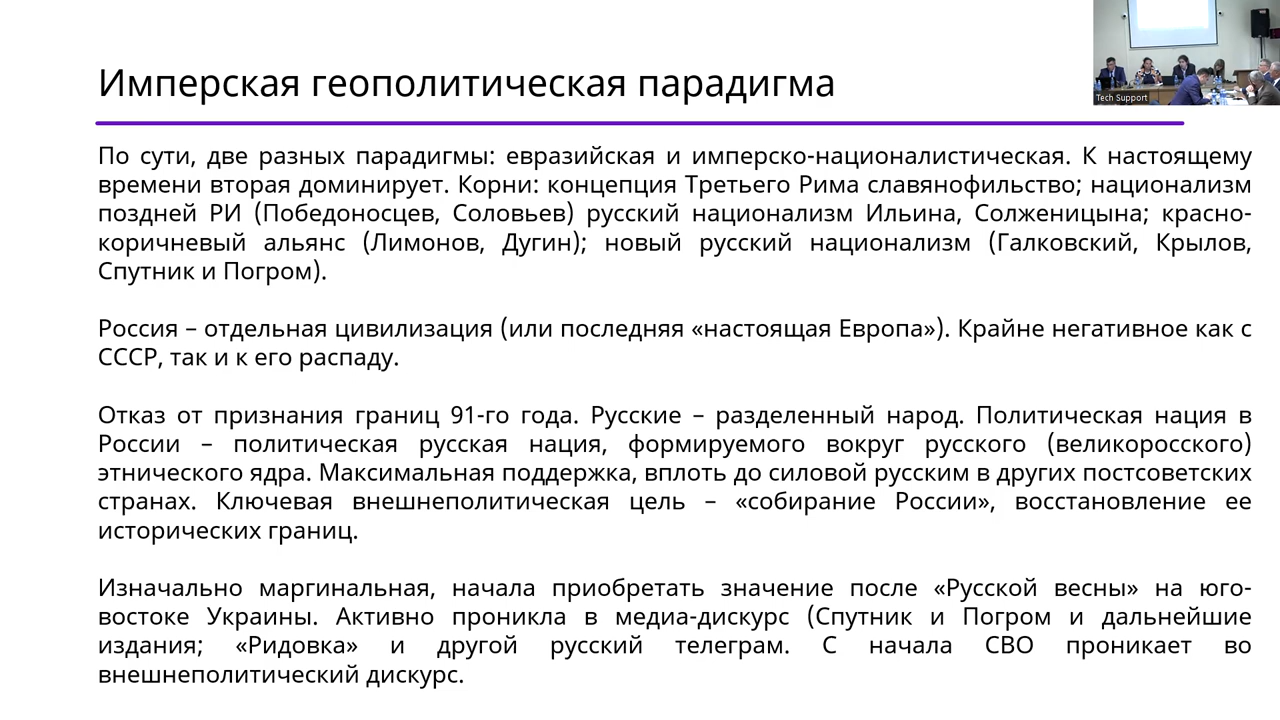 Имперская геополитическая парадигма
Tech Support
По сути, две разных парадигмы: евразийская и имперско-националистическая. К настоящему
времени вторая доминирует. Корни: концепция Третьего Рима славянофильство; национализм
поздней РИ (Победоносцев, Соловьев) русский национализм Ильина, Солженицына; красно-
коричневый альянс (Лимонов, Дугин); новый русский национализм (Галковский, Крылов,
Спутник и Погром).
Россия – отдельная цивилизация (или последняя «настоящая Европа»). Крайне негативное как с
СССР, так и к его распаду.
Отказ от признания границ 91-го года. Русские – разделенный народ. Политическая нация в
России – политическая русская нация, формируемого вокруг русского (великоросского)
этнического ядра. Максимальная поддержка, вплоть до силовой русским в других постсоветских
странах. Ключевая внешнеполитическая цель – «собирание России», восстановление ее
исторических границ.
Изначально маргинальная, начала приобретать значение после «Русской весны» на юго-
востоке Украины. Активно проникла в медиа-дискурс (Спутник и Погром и дальнейшие
издания; «Ридовка» и другой русский телеграм. С начала СВО проникает во
внешнеполитический дискурс.